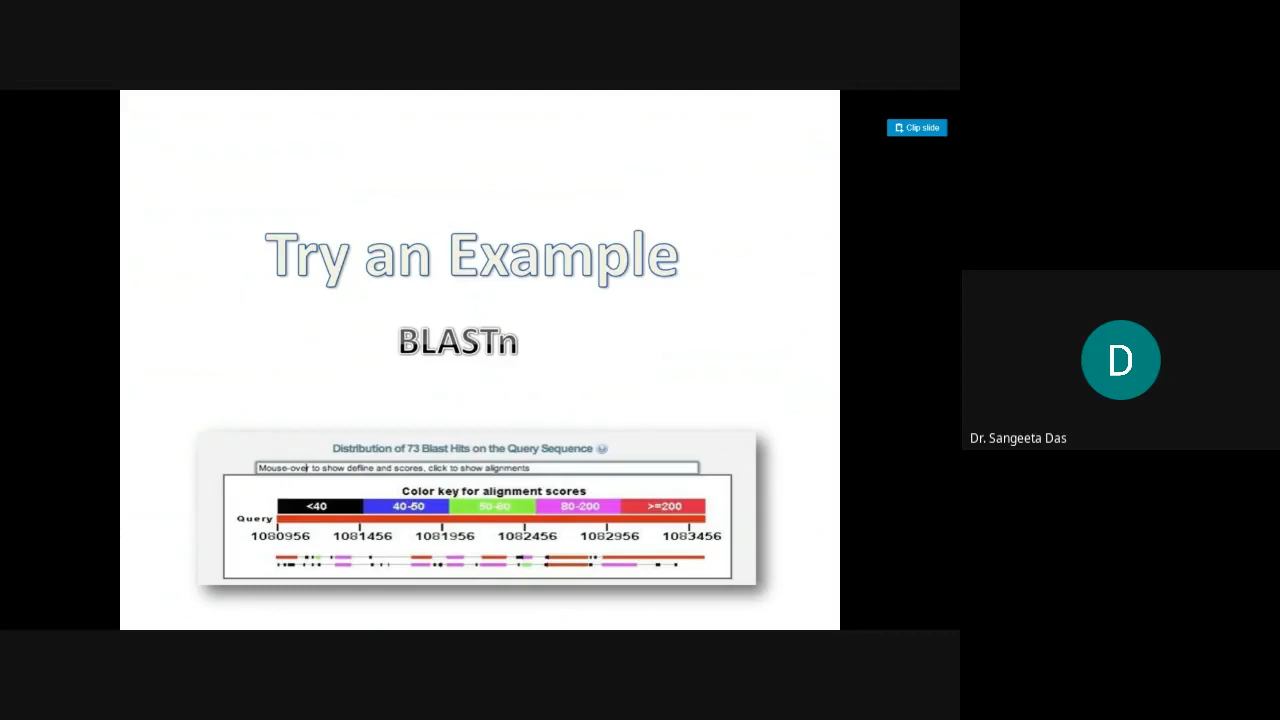 Clip slide
Try an Example
BLASTn
Distribution of 73 Blast Hits on the Query Sequence
Mouse-over to show defline and scores, click to show alignments
Color key for alignment scores
<40 40-50 50-80 80-200 >=200
Query
1080956 1081456 1081956 1082456 1082956 1083456
D
Dr. Sangeeta Das